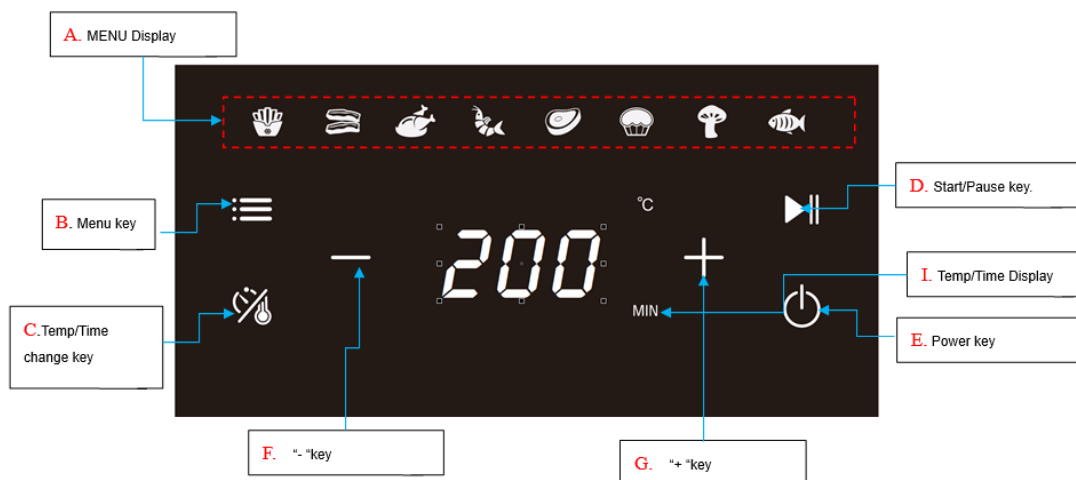 A. MENU Display
B. Menu key
°C
D. Start/Pause key.
200
I. Temp/Time Display
C.Temp/Time
change key
MIN
E. Power key
F. “- “key
G. “+ “key